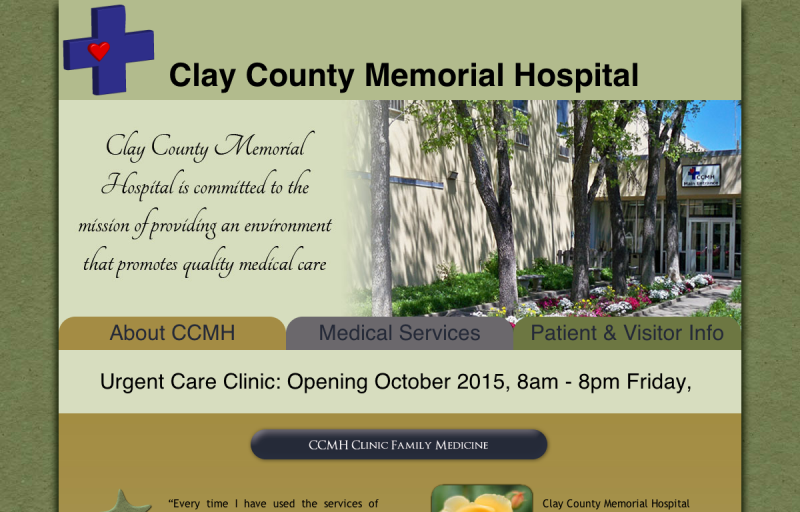 Clay County Memorial Hospital
Clay County Memorial
Hospital is committed to the
mission of providing an environment
that promotes quality medical care
CCMH
Main Entrance
About CCMH
Medical Services
Patient & Visitor Info
Urgent Care Clinic: Opening October 2015, 8am - 8pm Friday,
CCMH Clinic Family Medicine
“Every time I have used the services of
Clay County Memorial Hospital